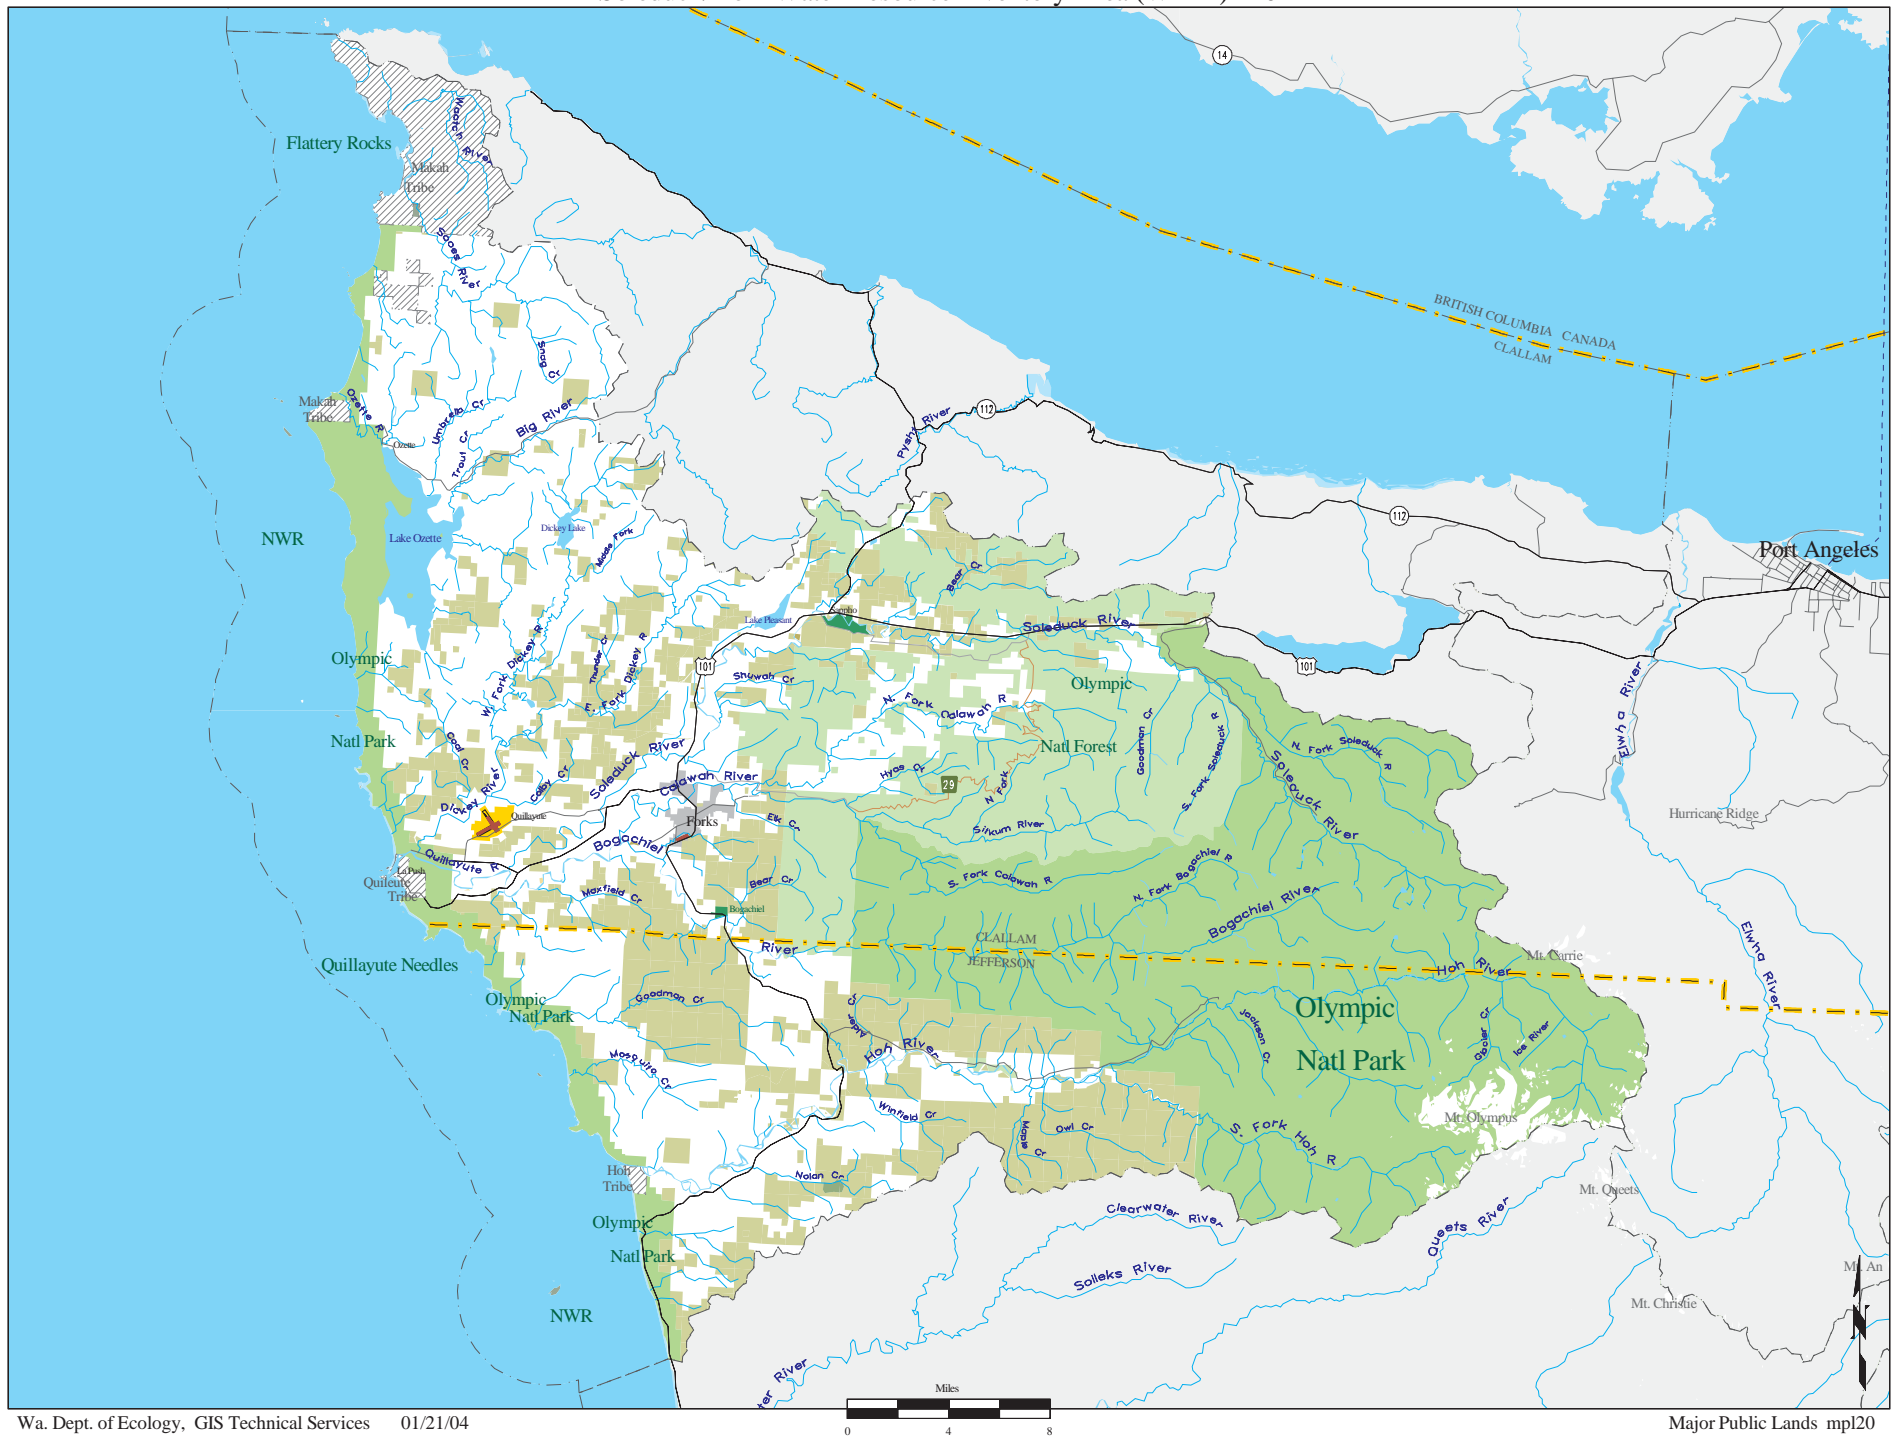 14
Waatch River
Flattery Rocks
Makah
Tribe
Sooes River
BRITISH COLUMBIA CANADA
CLALLAM
Snag Cr
Makah
Tribe
Ozette R
Umbrella Cr
Big River
Trout Cr
Ozette
Pysht River
112
112
NWR
Lake Ozette
Dickey Lake
Middle Fork
Port Angeles
Bear Cr
Sappho
Lake Pleasant
Soleduck River
101
101
Olympic
Natl Park
W. Fork Dickey R
Thunder Cr
E. Fork Dickey R
Shuwah Cr
N. Fork Calawah R
Olympic
Natl Forest
Goodman Cr
S. Fork Soleduck R
N. Fork Soleduck R
Soleduck River
Elwha River
Coal Cr
Dickey River
Colby Cr
Soleduck River
Calawah River
Hyas Cr
29
N Fork
Sitkum River
Hurricane Ridge
Quillayute
Forks
Elk Cr
Bogachiel
Quillayute R
La Push
Quileute
Tribe
Maxfield Cr
Bear Cr
Bogachiel
S. Fork Calawah R
N. Fork Bogachiel R
Bogachiel River
River
CLALLAM
JEFFERSON
Mt. Carrie
Elwha River
Hoh River
Quillayute Needles
Olympic
Natl Park
Goodman Cr
Alder Cr
Hoh River
Jackson Cr
Olympic
Natl Park
Glacier Cr
Ice River
Mosquito Cr
Winfield Cr
Maple Cr
Owl Cr
S. Fork Hoh R
Mt. Olympus
Hoh
Tribe
Nolan Cr
Mt. Queets
Olympic
Natl Park
Clearwater River
Queets River
Solleks River
Mt. An
Mt. Christie
NWR
ter River
N
Miles
0 4 8
Wa. Dept. of Ecology, GIS Technical Services 01/21/04
Major Public Lands mpl20